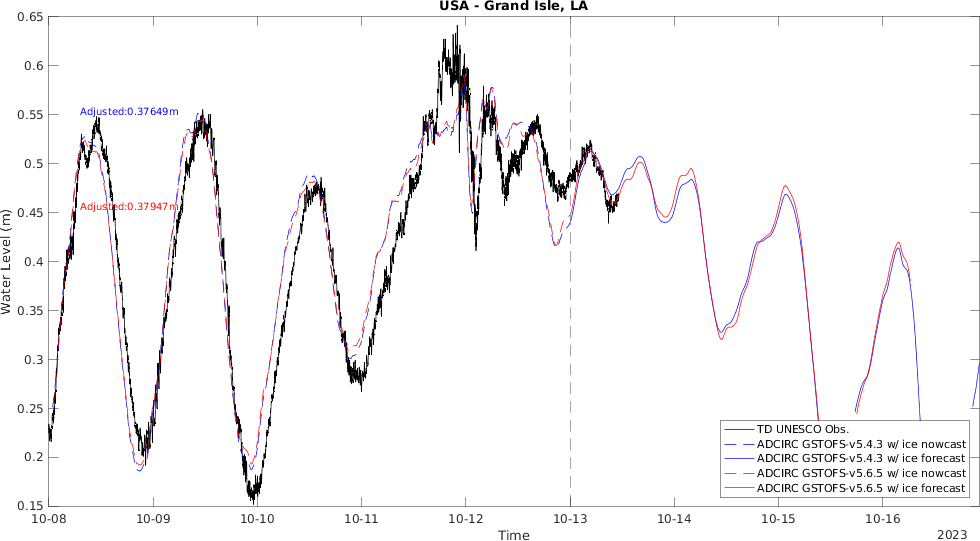 USA - Grand Isle, LA
0.65
0.6
0.55
0.5
0.45
0.4
0.35
0.3
0.25
0.2
0.15
Water Level (m)
Adjusted:0.37649m
Adjusted:0.37947m
TD UNESCO Obs.
ADCIRC GSTOFS-v5.4.3 w/ ice nowcast
ADCIRC GSTOFS-v5.4.3 w/ ice forecast
ADCIRC GSTOFS-v5.6.5 w/ ice nowcast
ADCIRC GSTOFS-v5.6.5 w/ ice forecast
10-08 10-09 10-10 10-11 10-12 10-13 10-14 10-15 10-16
Time
2023